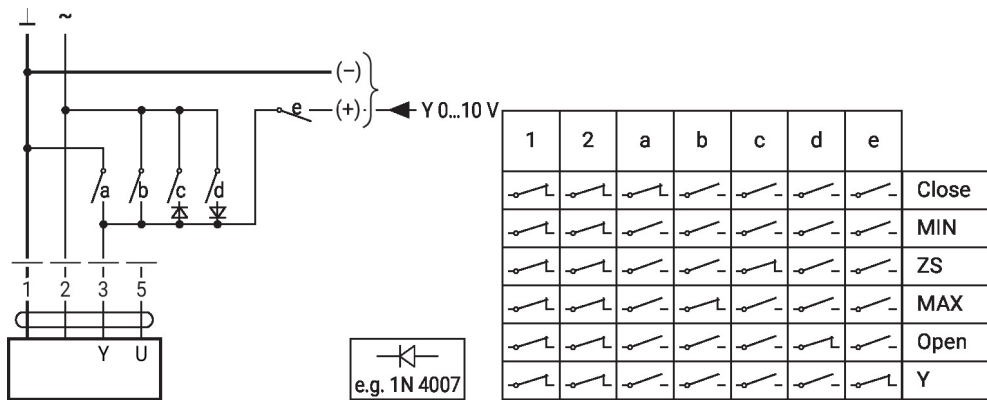 ⊥ ~
(–)
e (+) Y 0...10 V
a b c d
1 2 3 5
Y U
e.g. 1N 4007
1 2 a b c d e
Close
MIN
ZS
MAX
Open
Y